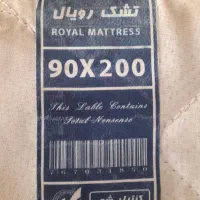 تشک رویال
ROYAL MATTRESS
90X200
This Lable Contains
Total Nonsense